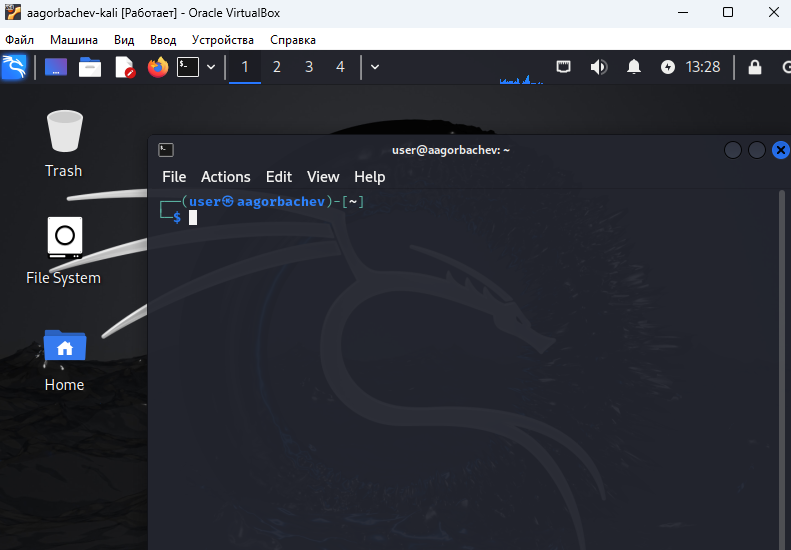 aagorbachev-kali [Работает] - Oracle VirtualBox
Файл Машина Вид Ввод Устройства Справка
1 2 3 4 13:28
Trash
File System
Home
user@aagorbachev: ~
File Actions Edit View Help
┌──(user㉿aagorbachev)-[~]
└─$